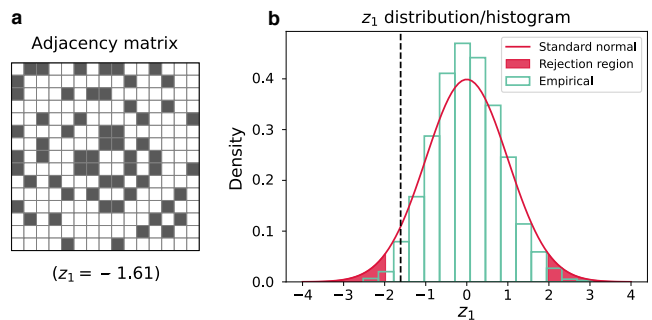 a
Adjacency matrix
(z₁ = − 1.61)
b
z₁ distribution/histogram
Standard normal
Rejection region
Empirical
Density
0.4
0.3
0.2
0.1
0.0
−4 −3 −2 −1 0 1 2 3 4
z₁